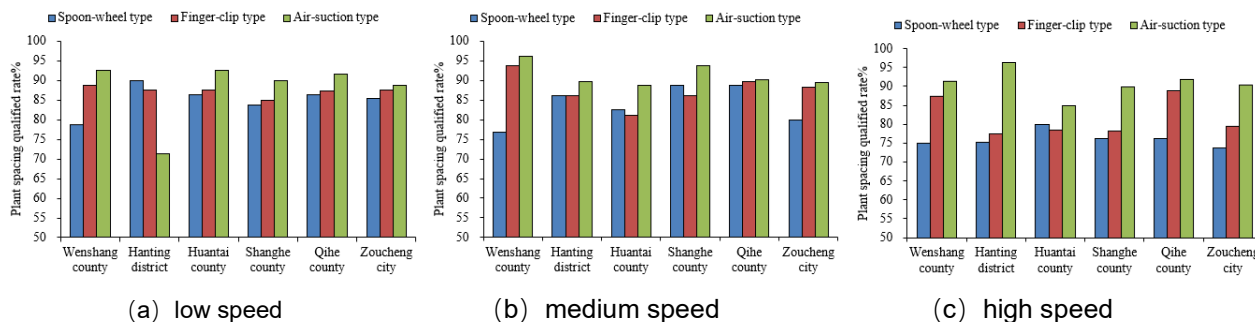 Spoon-wheel type Finger-clip type Air-suction type
Plant spacing qualified rate%
100
95
90
85
80
75
70
65
60
55
50
Wenshang county
Hanting district
Huantai county
Shanghe county
Qihe county
Zoucheng city
(a) low speed
Spoon-wheel type Finger-clip type Air-suction type
Plant spacing qualified rate%
100
95
90
85
80
75
70
65
60
55
50
Wenshang county
Hanting district
Huantai county
Shanghe county
Qihe county
Zoucheng city
(b) medium speed
Spoon-wheel type Finger-clip type Air-suction type
Plant spacing qualified rate%
100
95
90
85
80
75
70
65
60
55
50
Wenshang county
Hanting district
Huantai county
Shanghe county
Qihe county
Zoucheng city
(c) high speed